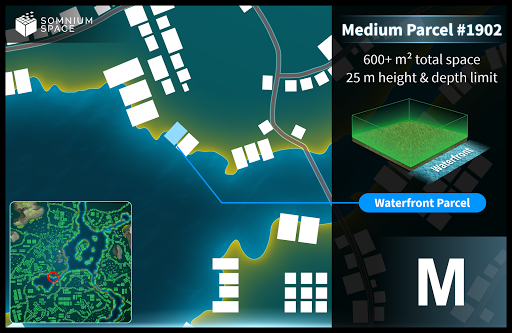 SOMNIUM
SPACE
Medium Parcel #1902
600+ m² total space
25 m height & depth limit
Waterfront
Waterfront Parcel
M